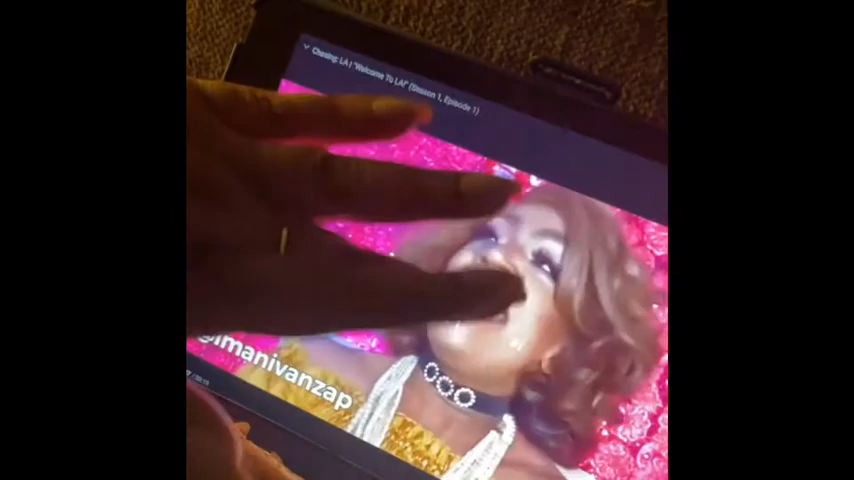 Chasing: LA | "Welcome To LA!" (Season 1, Episode 1)
@imanivanzap